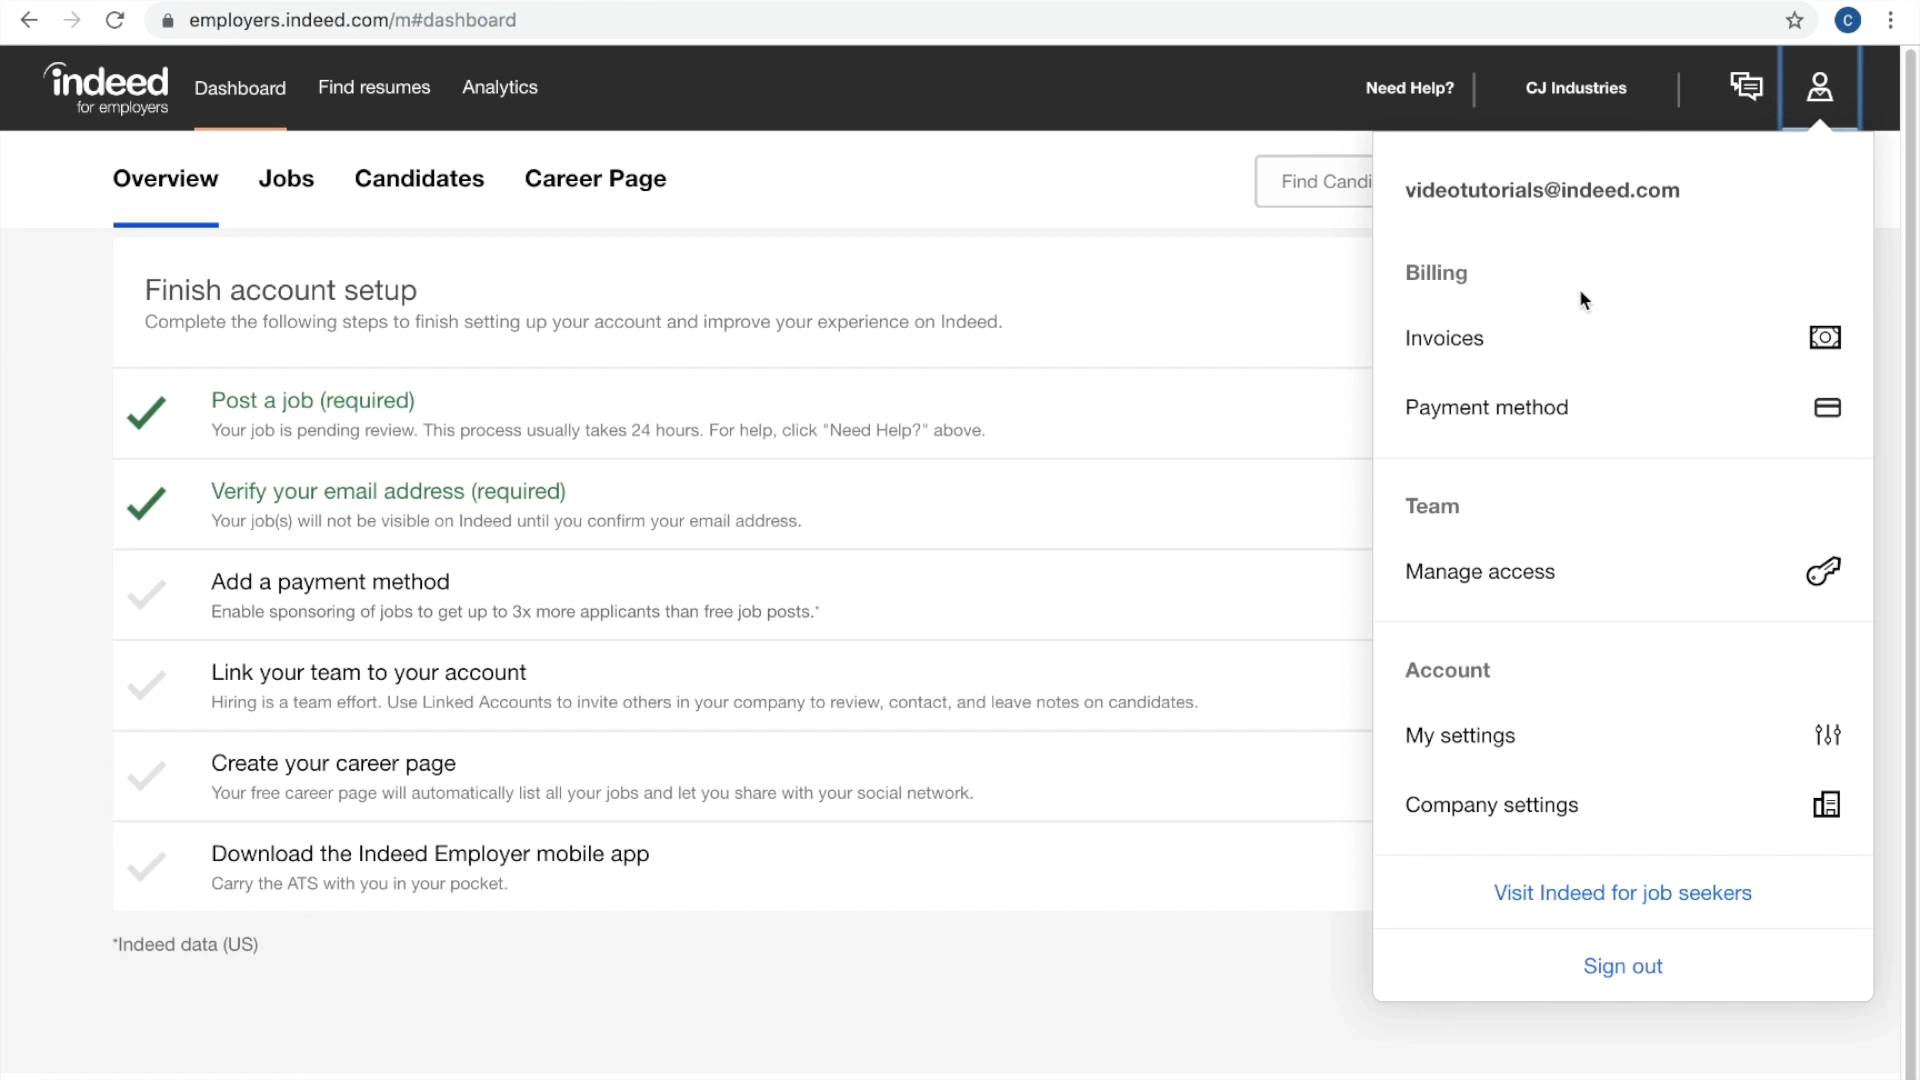 employers.indeed.com/m#dashboard
C
indeed
for employers
Dashboard
Find resumes
Analytics
Need Help?
CJ Industries
Overview
Jobs
Candidates
Career Page
Find Candi
Finish account setup
Complete the following steps to finish setting up your account and improve your experience on Indeed.
Post a job (required)
Your job is pending review. This process usually takes 24 hours. For help, click "Need Help?" above.
Verify your email address (required)
Your job(s) will not be visible on Indeed until you confirm your email address.
Add a payment method
Enable sponsoring of jobs to get up to 3x more applicants than free job posts.*
Link your team to your account
Hiring is a team effort. Use Linked Accounts to invite others in your company to review, contact, and leave notes on candidates.
Create your career page
Your free career page will automatically list all your jobs and let you share with your social network.
Download the Indeed Employer mobile app
Carry the ATS with you in your pocket.
*Indeed data (US)
videotutorials@indeed.com
Billing
Invoices
Payment method
Team
Manage access
Account
My settings
Company settings
Visit Indeed for job seekers
Sign out